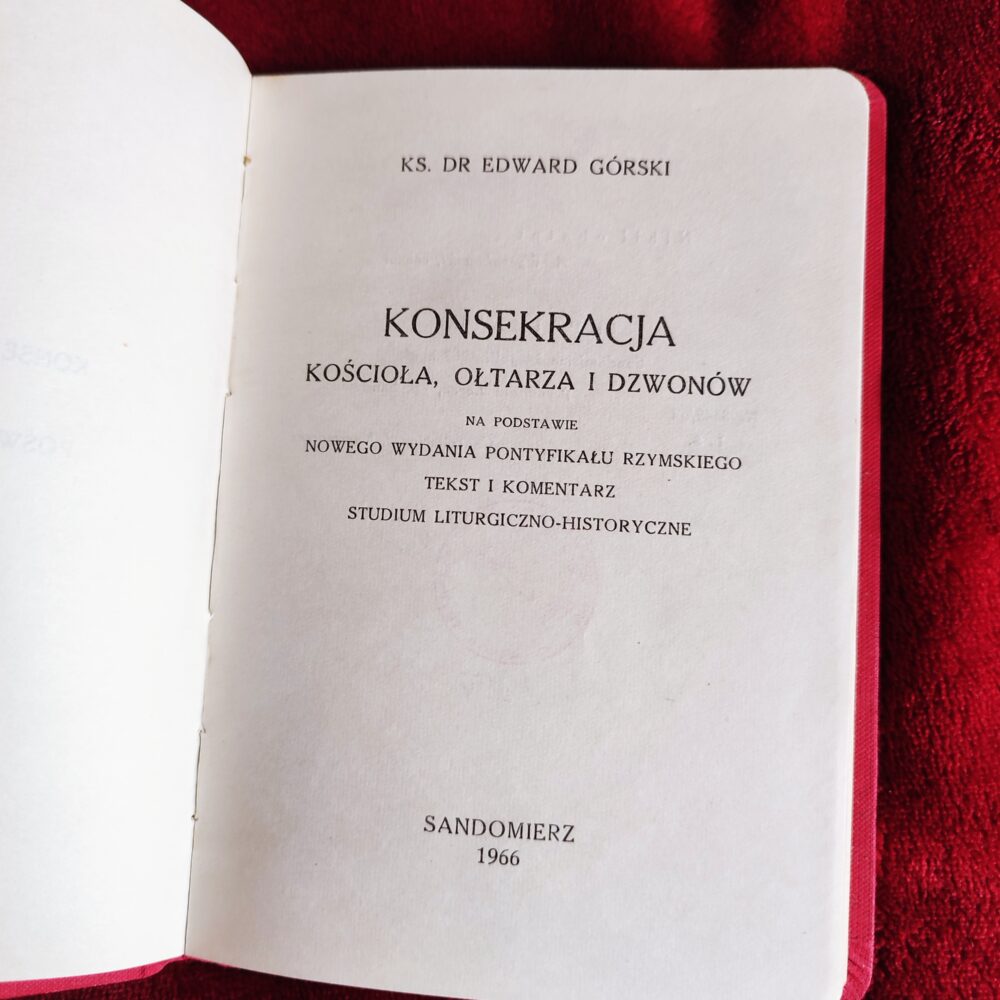 KS. DR EDWARD GÓRSKI
KONSEKRACJA
KOŚCIOŁA, OŁTARZA I DZWONÓW
NA PODSTAWIE
NOWEGO WYDANIA PONTYFIKAŁU RZYMSKIEGO
TEKST I KOMENTARZ
STUDIUM LITURGICZNO-HISTORYCZNE
SANDOMIERZ
1966